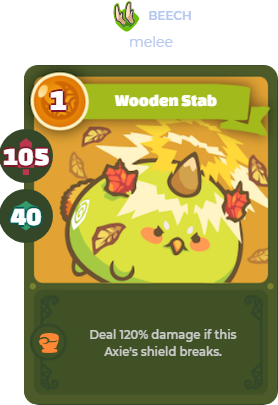 BEECH
melee
1
Wooden Stab
105
40
Deal 120% damage if this
Axie's shield breaks.